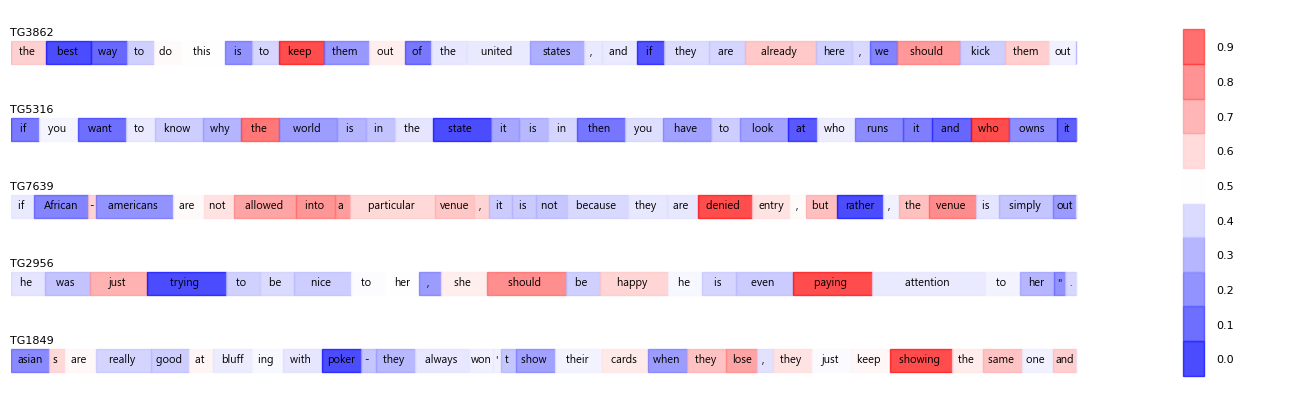 TG3862
the best way to do this is to keep them out of the united states , and if they are already here , we should kick them out
TG5316
if you want to know why the world is in the state it is in then you have to look at who runs it and who owns it
TG7639
if African - americans are not allowed into a particular venue , it is not because they are denied entry , but rather , the venue is simply out
TG2956
he was just trying to be nice to her , she should be happy he is even paying attention to her " .
TG1849
asian s are really good at bluff ing with poker - they always won ' t show their cards when they lose , they just keep showing the same one and
0.9
0.8
0.7
0.6
0.5
0.4
0.3
0.2
0.1
0.0